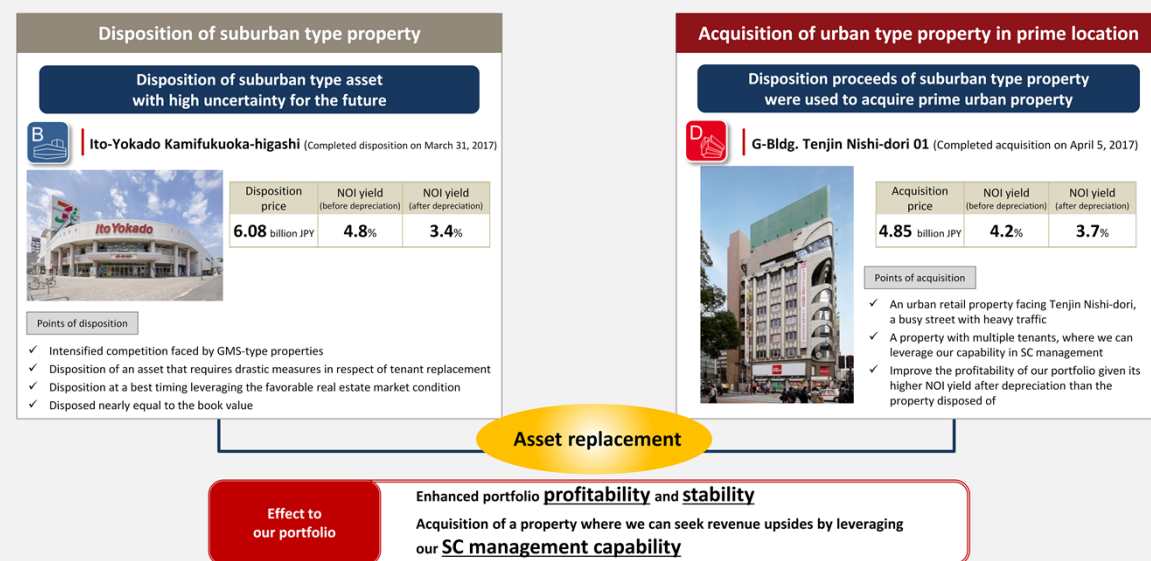 Disposition of suburban type property
Disposition of suburban type asset
with high uncertainty for the future
B
Ito-Yokado Kamifukuoka-higashi (Completed disposition on March 31, 2017)
Ito Yokado
Disposition
price
NOI yield
(before depreciation)
NOI yield
(after depreciation)
6.08 billion JPY
4.8%
3.4%
Points of disposition
✓ Intensified competition faced by GMS-type properties
✓ Disposition of an asset that requires drastic measures in respect of tenant replacement
✓ Disposition at a best timing leveraging the favorable real estate market condition
✓ Disposed nearly equal to the book value
Acquisition of urban type property in prime location
Disposition proceeds of suburban type property
were used to acquire prime urban property
D
G-Bldg. Tenjin Nishi-dori 01 (Completed acquisition on April 5, 2017)
Acquisition
price
NOI yield
(before depreciation)
NOI yield
(after depreciation)
4.85 billion JPY
4.2%
3.7%
Points of acquisition
✓ An urban retail property facing Tenjin Nishi-dori,
a busy street with heavy traffic
✓ A property with multiple tenants, where we can
leverage our capability in SC management
✓ Improve the profitability of our portfolio given its
higher NOI yield after depreciation than the
property disposed of
Asset replacement
Effect to
our portfolio
Enhanced portfolio profitability and stability
Acquisition of a property where we can seek revenue upsides by leveraging
our SC management capability